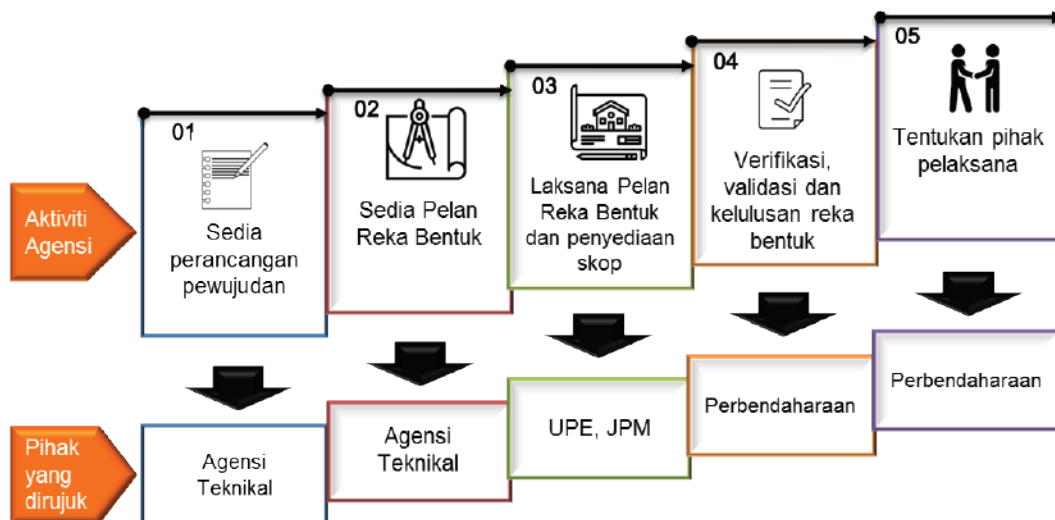 Aktiviti
Agensi
01
Sedia
perancangan
pewujudan
02
Sedia Pelan
Reka Bentuk
03
Laksana Pelan
Reka Bentuk
dan penyediaan
skop
04
Verifikasi,
validasi dan
kelulusan reka
bentuk
05
Tentukan pihak
pelaksana
Pihak
yang
dirujuk
Agensi
Teknikal
Agensi
Teknikal
UPE, JPM
Perbendaharaan
Perbendaharaan